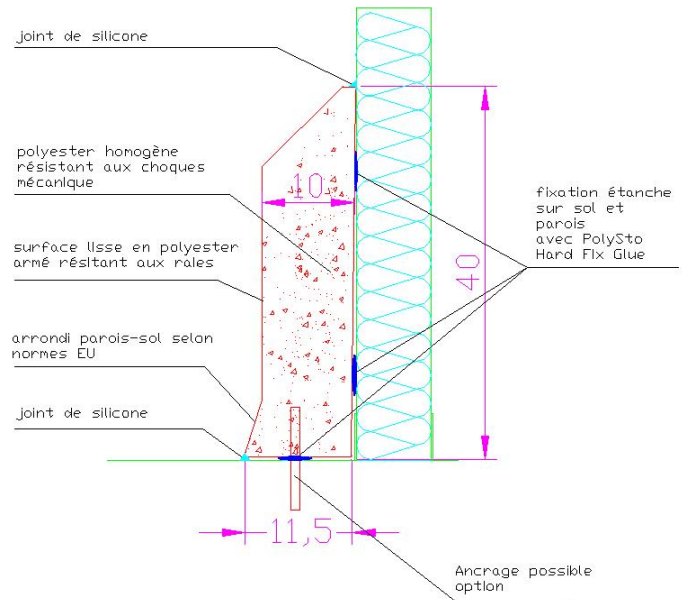 joint de silicone
polyester homogène
résistant aux choques
mécanique
surface lisse en polyester
armé résitant aux raies
arrondi parois-sol selon
normes EU
joint de silicone
10
40
11,5
fixation étanche
sur sol et
parois
avec PolySto
Hard Fix Glue
Ancrage possible
option